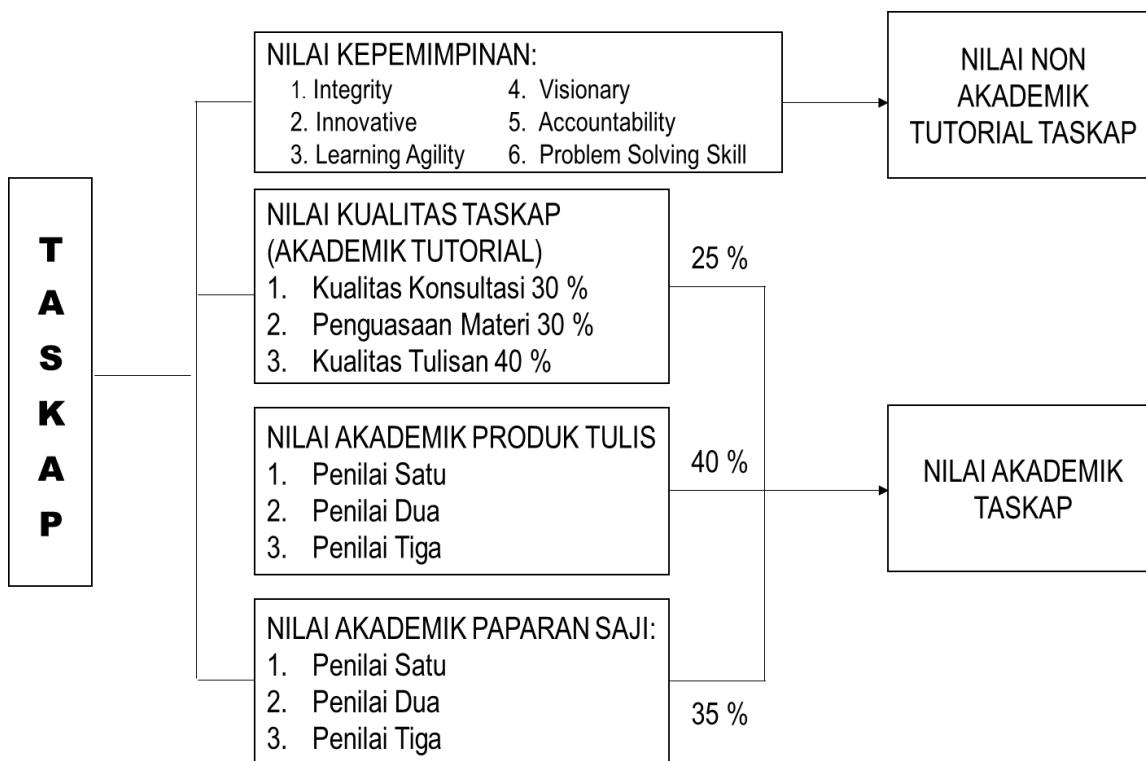 T
A
S
K
A
P
NILAI KEPEMIMPINAN:
1. Integrity
2. Innovative
3. Learning Agility
4. Visionary
5. Accountability
6. Problem Solving Skill
NILAI NON
AKADEMIK
TUTORIAL TASKAP
NILAI KUALITAS TASKAP
(AKADEMIK TUTORIAL)
1. Kualitas Konsultasi 30 %
2. Penguasaan Materi 30 %
3. Kualitas Tulisan 40 %
25 %
NILAI AKADEMIK PRODUK TULIS
1. Penilai Satu
2. Penilai Dua
3. Penilai Tiga
40 %
NILAI AKADEMIK
TASKAP
NILAI AKADEMIK PAPARAN SAJI:
1. Penilai Satu
2. Penilai Dua
3. Penilai Tiga
35 %